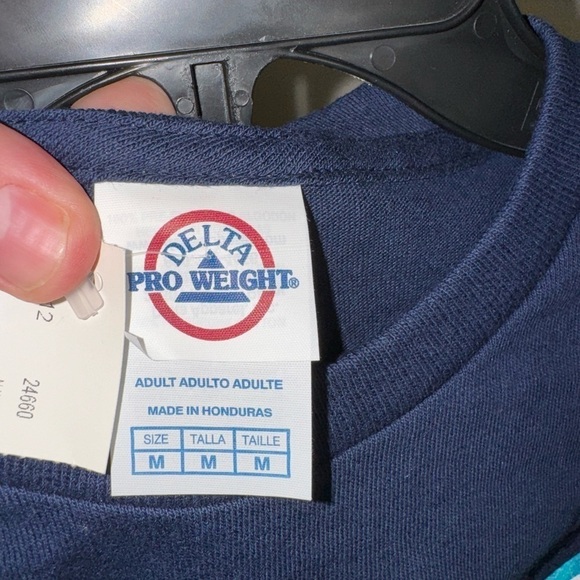 DELTA
PRO WEIGHT®
ADULT ADULTO ADULTE
MADE IN HONDURAS
SIZE TALLA TAILLE
M M M
24660